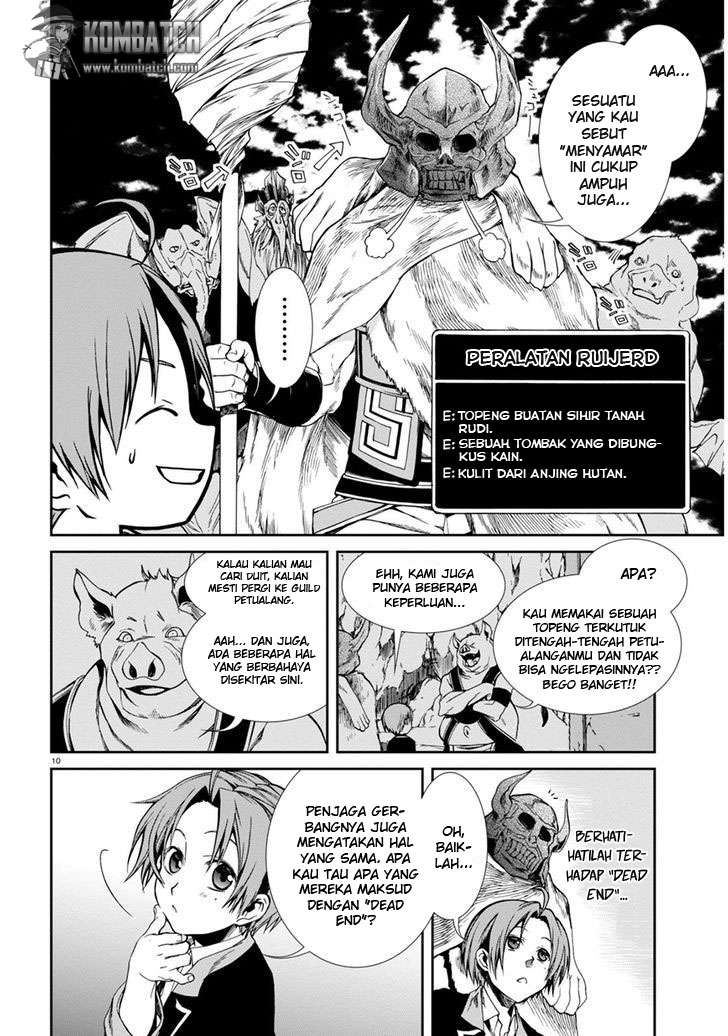 KOMBATCH
www.kombatch.com
AAA...
SESUATU
YANG KAU
SEBUT
"MENYAMAR"
INI CUKUP
AMPUH
JUGA...
......
PERALATAN RUIJERD
E: TOPENG BUATAN SIHIR TANAH
RUDI.
E: SEBUAH TOMBAK YANG DIBUNG-
KUS KAIN.
E: KULIT DARI ANJING HUTAN.
APA?
KAU MEMAKAI SEBUAH
TOPENG TERKUTUK
DITENGAH-TENGAH PETU-
ALANGANMU DAN TIDAK
BISA NGELEPASINNYA??
BEGO BANGET!!
EHH, KAMI JUGA
PUNYA BEBERAPA
KEPERLUAN...
KALAU KALIAN MAU
CARI DUIT, KALIAN
MESTI PERGI KE GUILD
PETUALANG.
AAH... DAN JUGA,
ADA BEBERAPA HAL
YANG BERBAHAYA
DISEKITAR SINI.
10
BERHATI-
HATILAH TER-
HADAP "DEAD
END"...
OH,
BAIK-
LAH...
PENJAGA GER-
BANGNYA JUGA
MENGATAKAN HAL
YANG SAMA. APA
KAU TAU APA YANG
MEREKA MAKSUD
DENGAN "DEAD
END"?